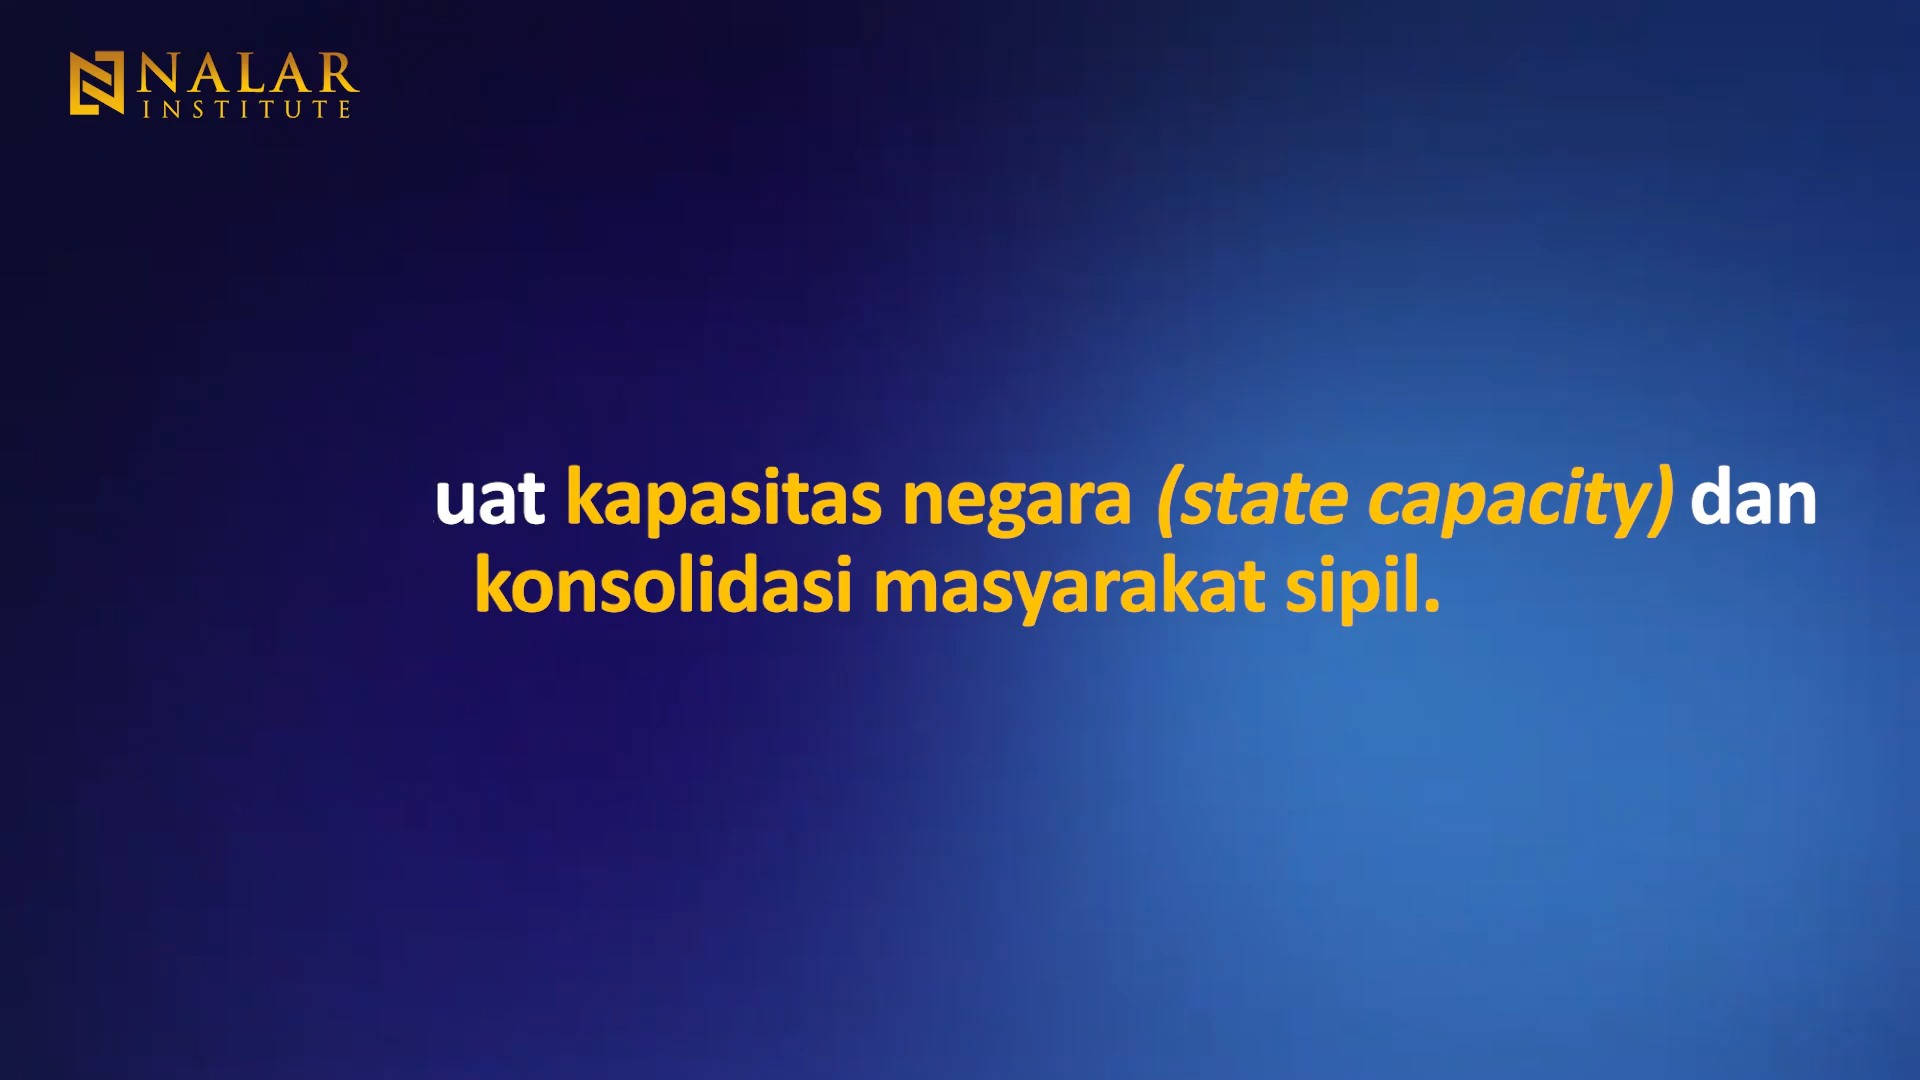 NALAR
INSTITUTE
uat kapasitas negara (state capacity) dan
konsolidasi masyarakat sipil.